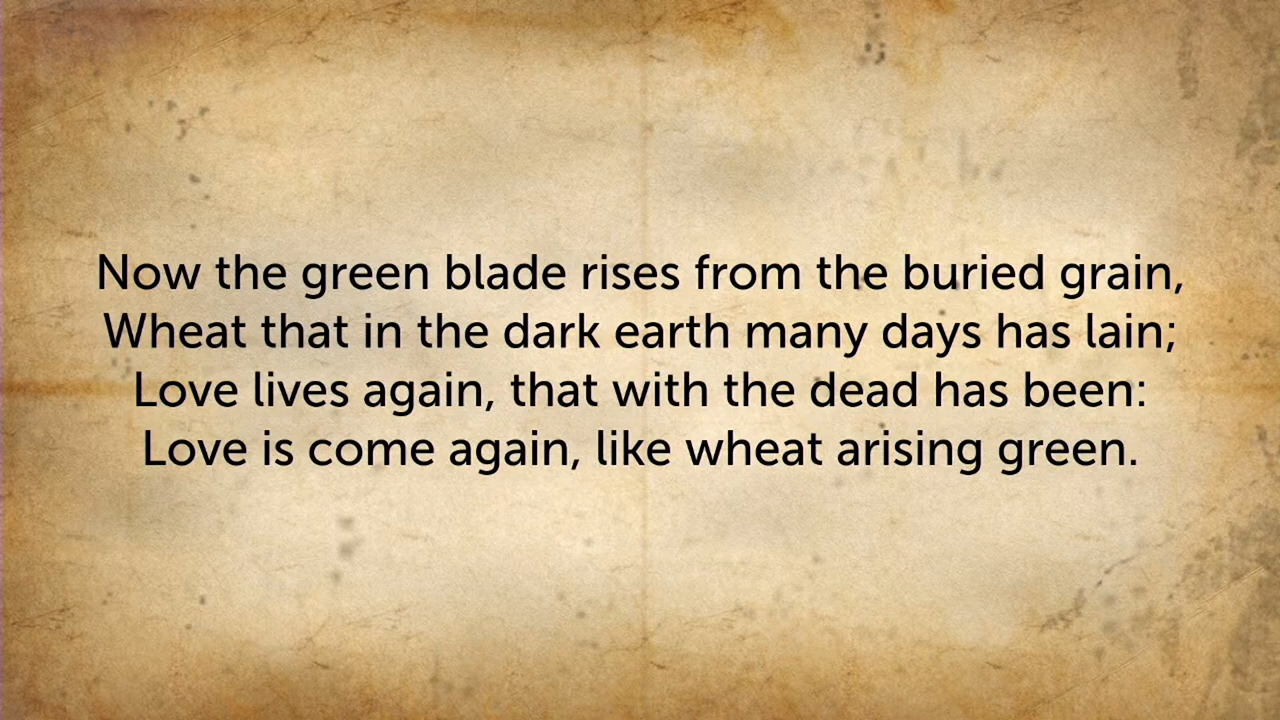 Now the green blade rises from the buried grain,
Wheat that in the dark earth many days has lain;
Love lives again, that with the dead has been:
Love is come again, like wheat arising green.